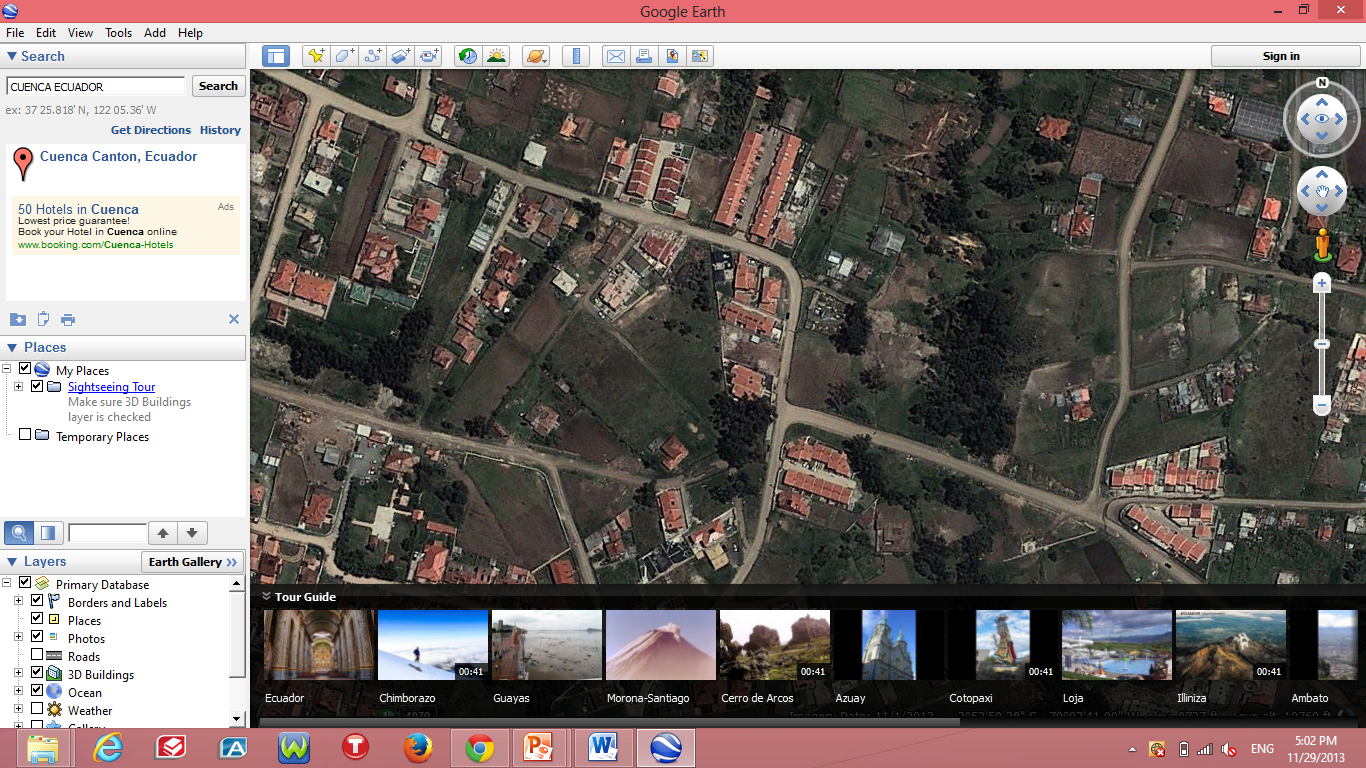 Google Earth
File Edit View Tools Add Help
Search
CUENCA ECUADOR
Search
ex: 37 25.818' N, 122 05.36' W
Get Directions History
Cuenca Canton, Ecuador
50 Hotels in Cuenca
Ads
Lowest price guarantee!
Book your Hotel in Cuenca online
www.booking.com/Cuenca-Hotels
Places
My Places
Sightseeing Tour
Make sure 3D Buildings
layer is checked
Temporary Places
Layers
Earth Gallery »
Primary Database
Borders and Labels
Places
Photos
Roads
3D Buildings
Ocean
Weather
Sign in
N
Tour Guide
00:41
00:41
00:41
00:41
Ecuador
Chimborazo
Guayas
Morona-Santiago
Cerro de Arcos
Azuay
Cotopaxi
Loja
Illiniza
Ambato
ENG
5:02 PM
11/29/2013